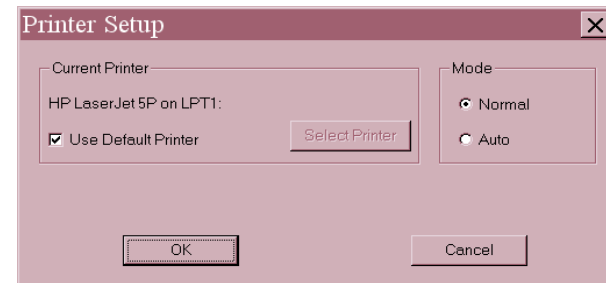 Printer Setup
Current Printer
HP LaserJet 5P on LPT1:
Use Default Printer
Select Printer
Mode
Normal
Auto
OK
Cancel